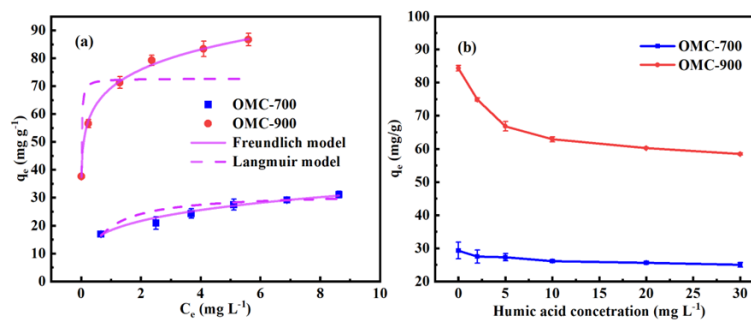 (a)
q_e (mg g^-1)
90
80
70
60
50
40
30
20
10
0
OMC-700
OMC-900
Freundlich model
Langmuir model
0 2 4 6 8 10
C_e (mg L^-1)
(b)
q_e (mg/g)
100
90
80
70
60
50
40
30
20
OMC-700
OMC-900
0 5 10 15 20 25 30
Humic acid concetration (mg L^-1)